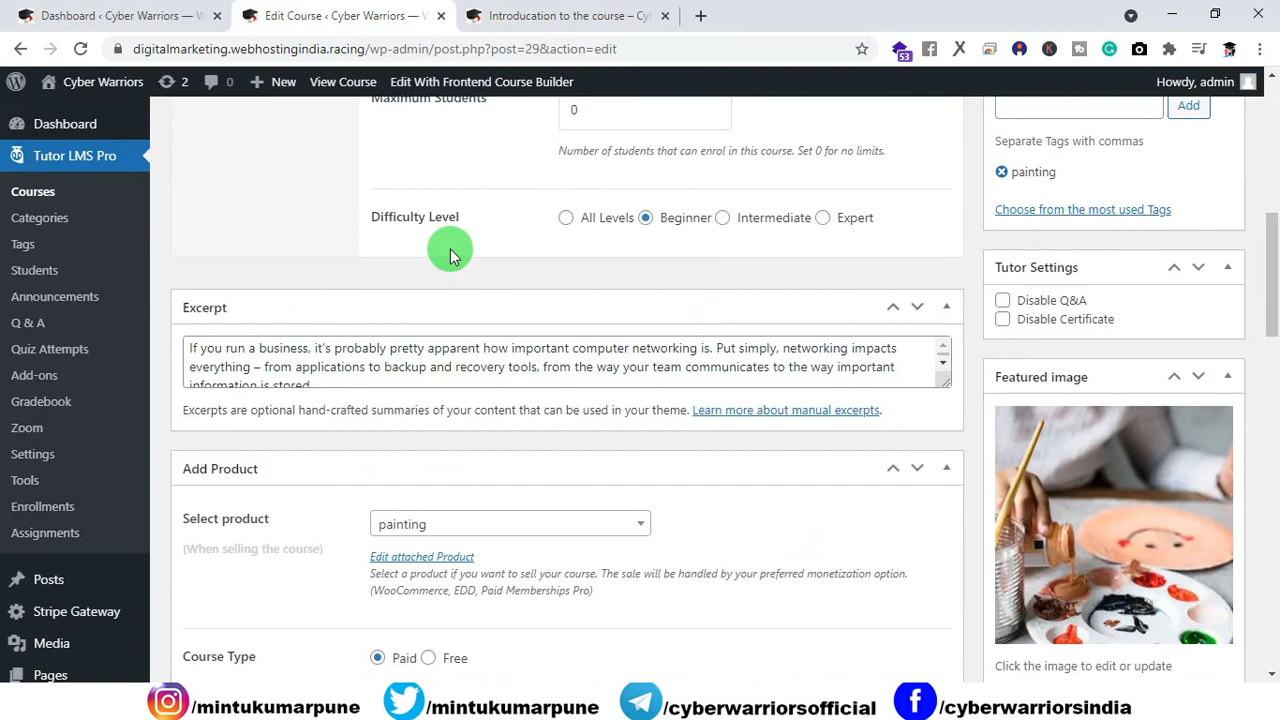 Dashboard ‹ Cyber Warriors — W
Edit Course ‹ Cyber Warriors — W
Introducation to the course – Cy
digitalmarketing.webhostingindia.racing/wp-admin/post.php?post=29&action=edit
53
Cyber Warriors
2
0
New
View Course
Edit With Frontend Course Builder
Howdy, admin
Dashboard
Tutor LMS Pro
Courses
Categories
Tags
Students
Announcements
Q & A
Quiz Attempts
Add-ons
Gradebook
Zoom
Settings
Tools
Enrollments
Assignments
Posts
Stripe Gateway
Media
Pages
Maximum Students
0
Number of students that can enrol in this course. Set 0 for no limits.
Difficulty Level
All Levels Beginner Intermediate Expert
Excerpt
If you run a business, it's probably pretty apparent how important computer networking is. Put simply, networking impacts
everything – from applications to backup and recovery tools, from the way your team communicates to the way important
information is stored.
Excerpts are optional hand-crafted summaries of your content that can be used in your theme. Learn more about manual excerpts.
Add Product
Select product
painting
(When selling the course)
Edit attached Product
Select a product if you want to sell your course. The sale will be handled by your preferred monetization option.
(WooCommerce, EDD, Paid Memberships Pro)
Course Type
Paid Free
Add
Separate Tags with commas
painting
Choose from the most used Tags
Tutor Settings
Disable Q&A
Disable Certificate
Featured image
Click the image to edit or update
/mintukumarpune
/mintukumarpune
/cyberwarriorsofficial
/cyberwarriorsindia